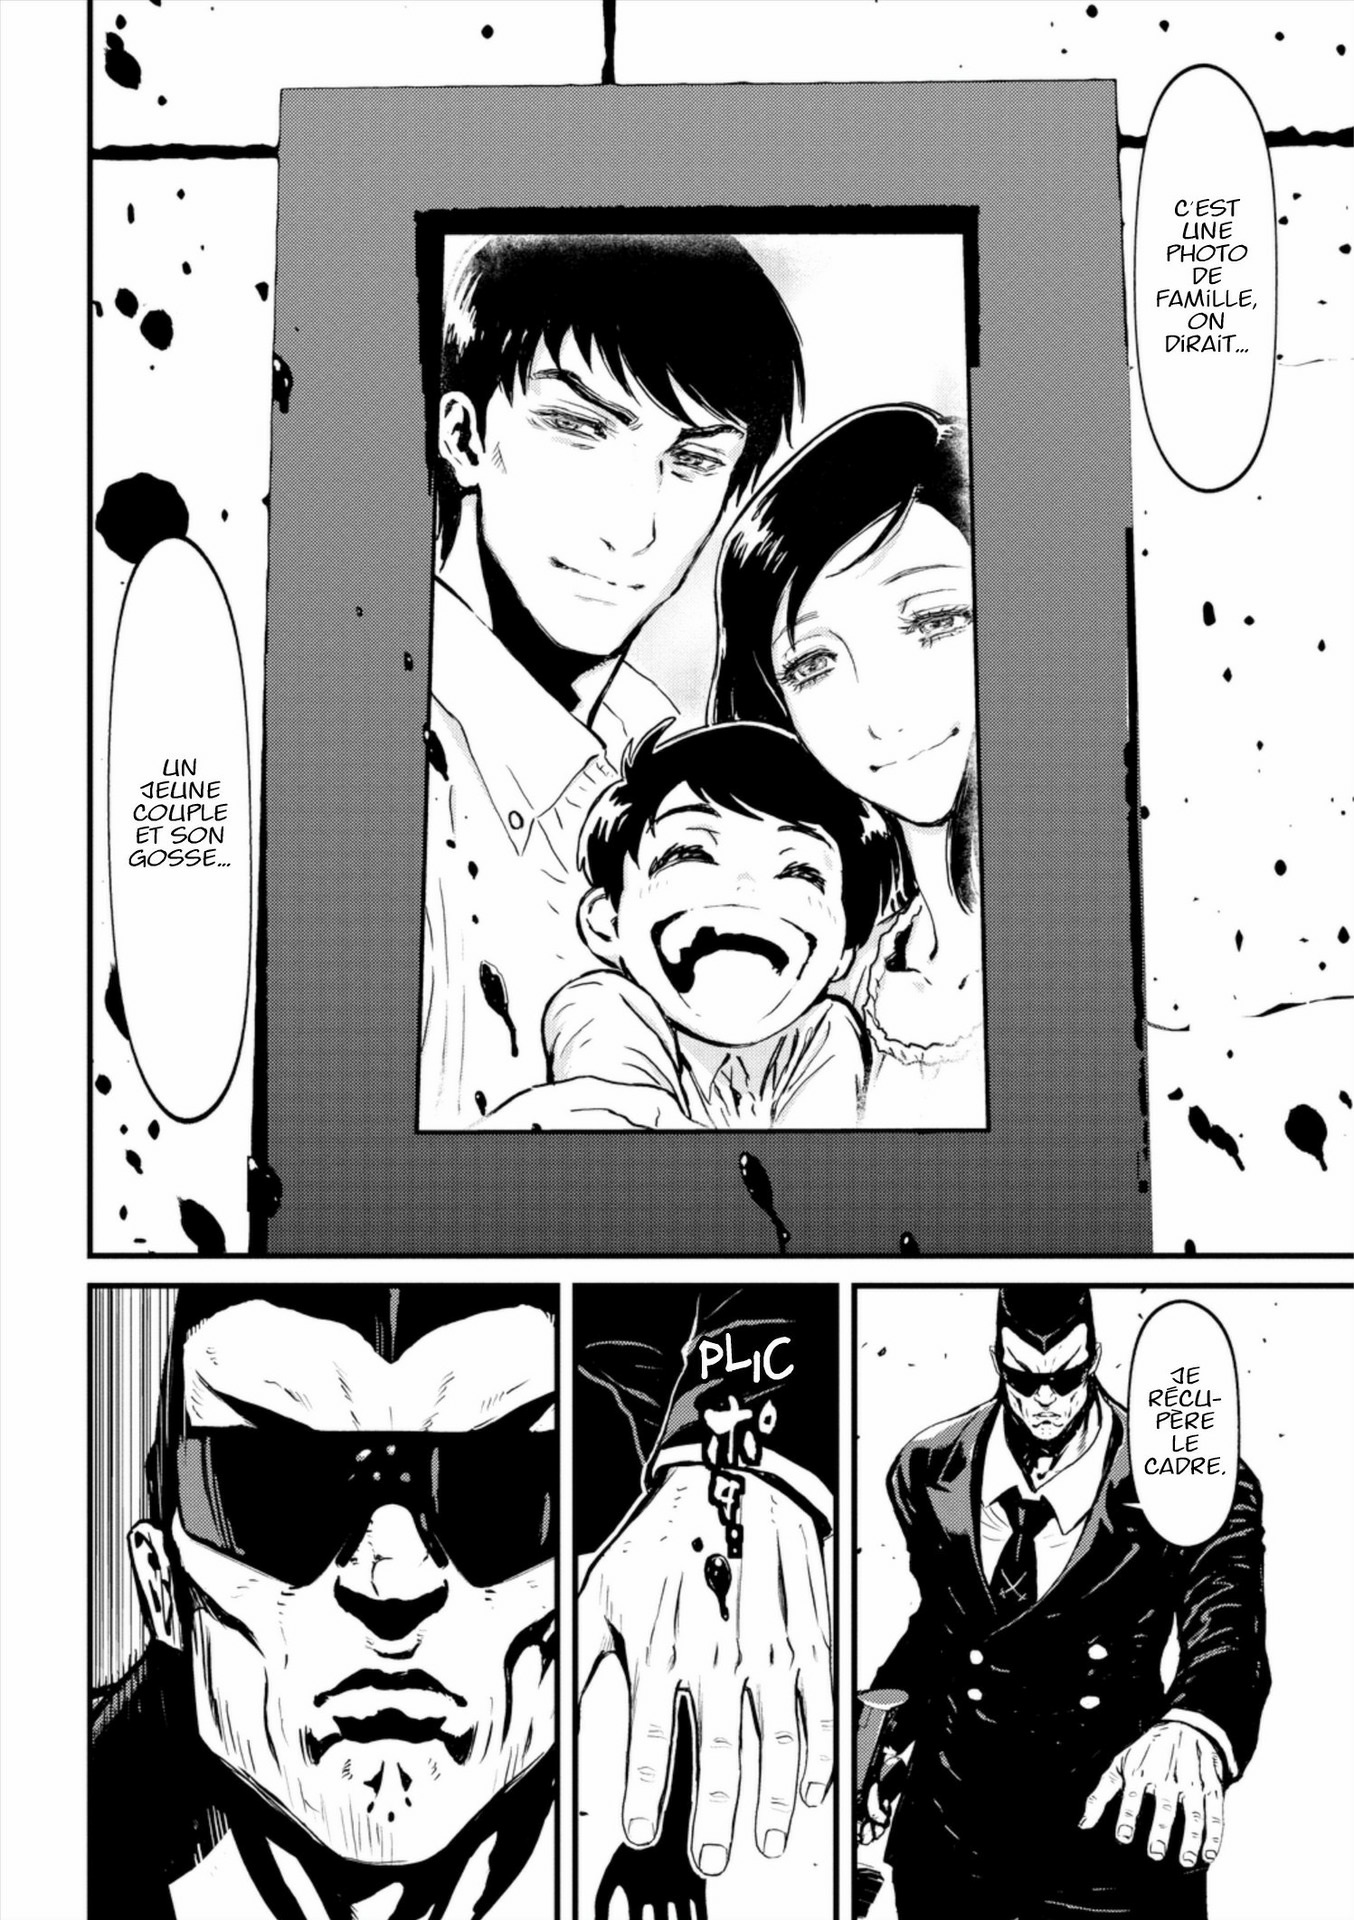 C'EST
UNE
PHOTO
DE
FAMILLE,
ON
DIRAIT...
UN
JEUNE
COUPLE
ET SON
GOSSE...
JE
RÉCU-
PÈRE
LE
CADRE.
PLIC